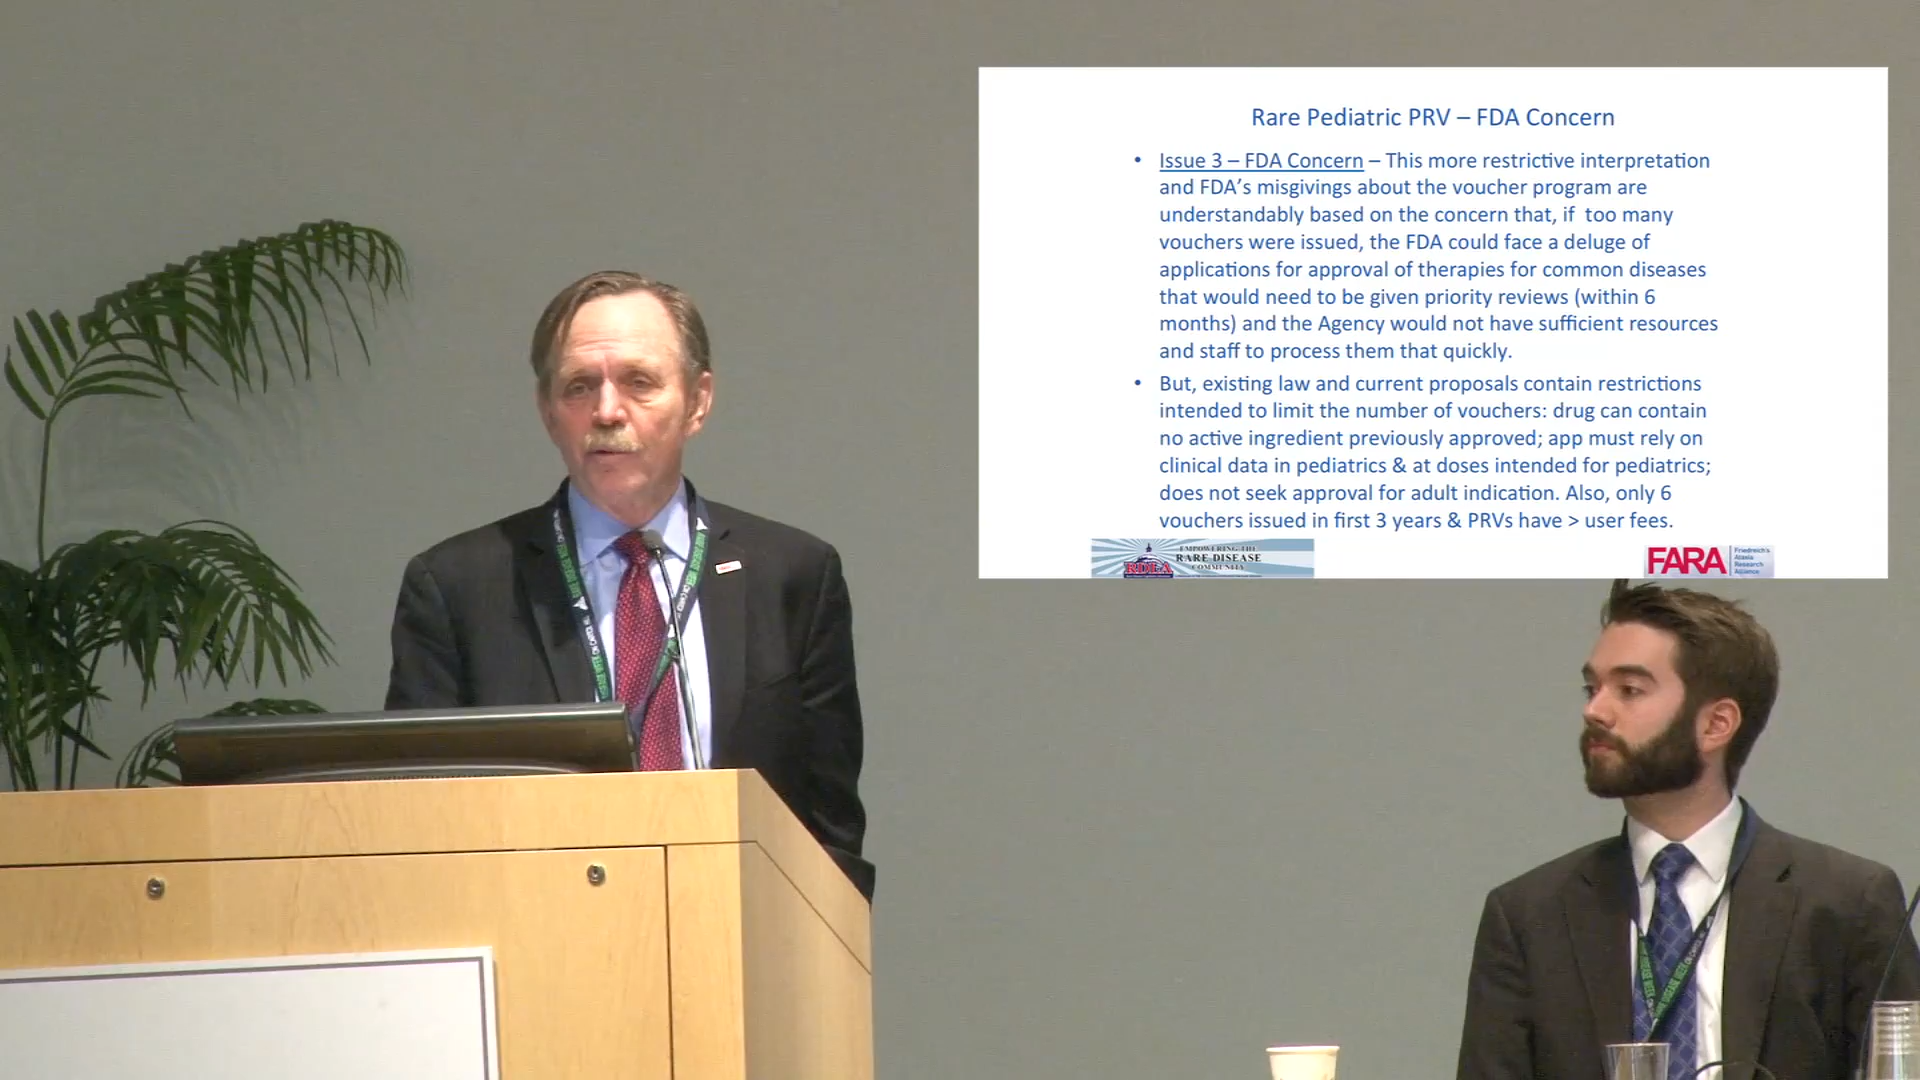 Rare Pediatric PRV – FDA Concern
• Issue 3 – FDA Concern – This more restrictive interpretation
and FDA's misgivings about the voucher program are
understandably based on the concern that, if too many
vouchers were issued, the FDA could face a deluge of
applications for approval of therapies for common diseases
that would need to be given priority reviews (within 6
months) and the Agency would not have sufficient resources
and staff to process them that quickly.
• But, existing law and current proposals contain restrictions
intended to limit the number of vouchers: drug can contain
no active ingredient previously approved; app must rely on
clinical data in pediatrics & at doses intended for pediatrics;
does not seek approval for adult indication. Also, only 6
vouchers issued in first 3 years & PRVs have > user fees.
EMPOWERING THE
RARE DISEASE
COMMUNITY
RDLA
FARA
Friedreich's
Ataxia
Research
Alliance